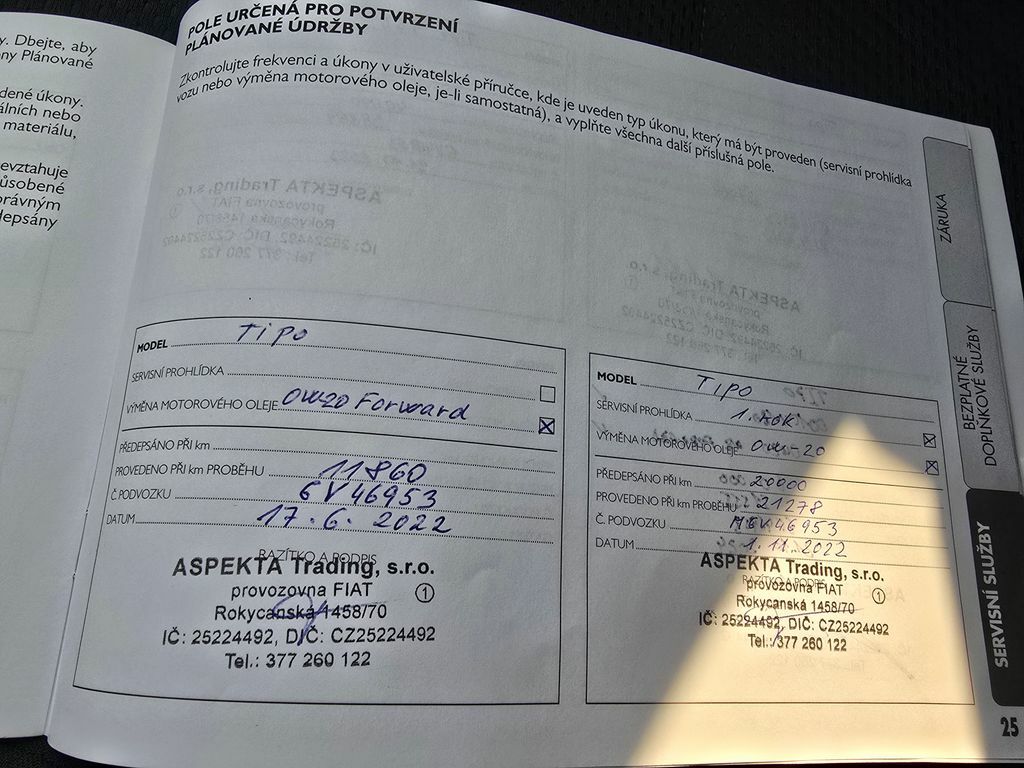 y. Dbejte, aby
ny Plánované
dené úkony.
álních nebo
materiálu,
evztahuje
ůsobené
právným
depsány
POLE URČENÁ PRO POTVRZENÍ
PLÁNOVANÉ ÚDRŽBY
Zkontrolujte frekvenci a úkony v uživatelské příručce, kde je uveden typ úkonu, který má být proveden (servisní prohlídka
vozu nebo výměna motorového oleje, je-li samostatná), a vyplňte všechna další příslušná pole.
MODEL TIPO
SERVISNÍ PROHLÍDKA
VÝMĚNA MOTOROVÉHO OLEJE 0W20 Forward
PŘEDEPSÁNO PŘI km
PROVEDENO PŘI km PROBĚHU 11860
Č. PODVOZKU 6V46953
DATUM 17.6.2022
RAZÍTKO A PODPIS
ASPEKTA Trading, s.r.o.
provozovna FIAT 1
Rokycanská 1458/70
IČ: 25224492, DIČ: CZ25224492
Tel.: 377 260 122
MODEL TIPO
SERVISNÍ PROHLÍDKA 1. ROK
VÝMĚNA MOTOROVÉHO OLEJE 0W-20
PŘEDEPSÁNO PŘI km 20000
PROVEDENO PŘI km PROBĚHU 21278
Č. PODVOZKU 46953
DATUM 1.11.2022
RAZÍTKO A PODPIS
ASPEKTA Trading, s.r.o.
provozovna FIAT 1
Rokycanská 1458/70
IČ: 25224492, DIČ: CZ25224492
Tel.: 377 260 122
ZÁRUKA
BEZPLATNÉ
DOPLŇKOVÉ SLUŽBY
SERVISNÍ SLUŽBY
25